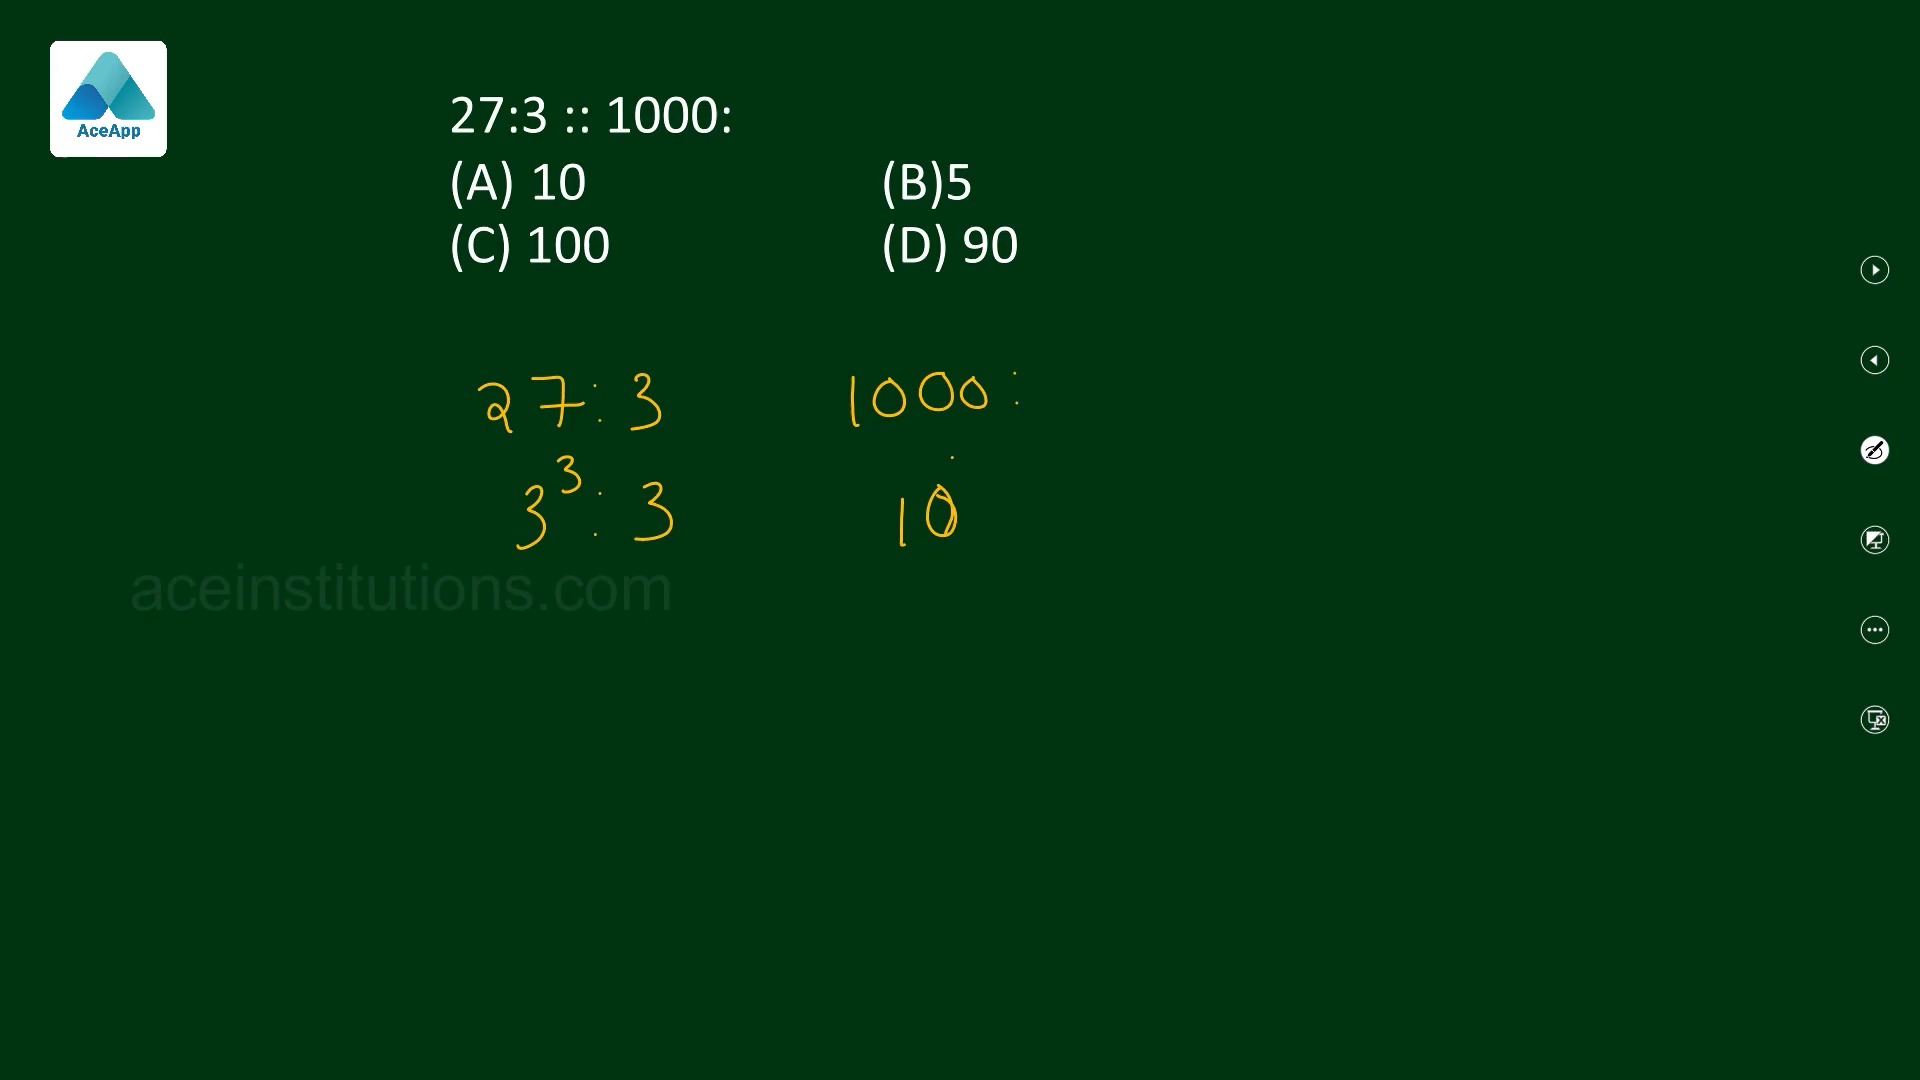 AceApp
27:3 :: 1000:
(A) 10 (B)5
(C) 100 (D) 90
27:3 1000:
3³:3 10
aceinstitutions.com